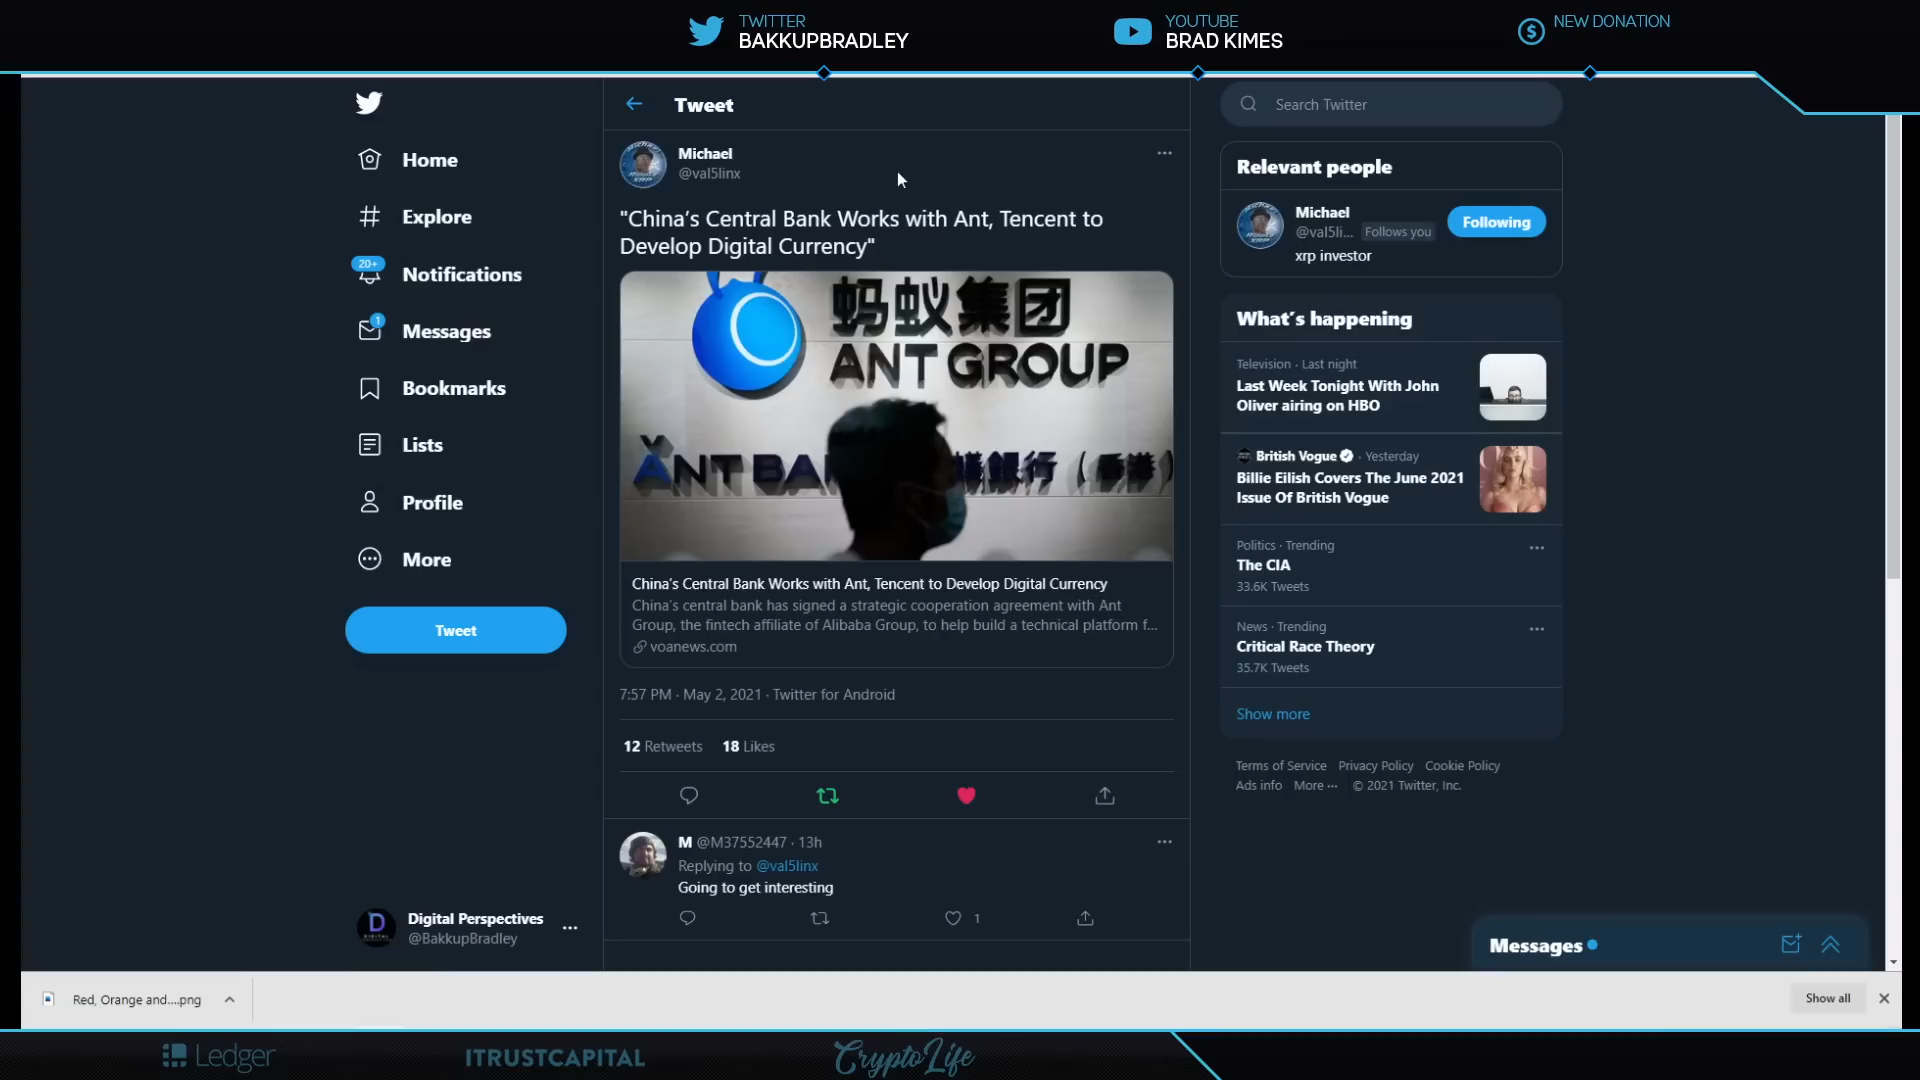 TWITTER
BAKKUPBRADLEY
YOUTUBE
BRAD KIMES
NEW DONATION
Home
Explore
20+
Notifications
1
Messages
Bookmarks
Lists
Profile
More
Tweet
Digital Perspectives
@BakkupBradley
Tweet
Michael
@val5linx
"China's Central Bank Works with Ant, Tencent to
Develop Digital Currency"
蚂蚁集团
ANT GROUP
ANT BA
銀行（香港）
China's Central Bank Works with Ant, Tencent to Develop Digital Currency
China's central bank has signed a strategic cooperation agreement with Ant
Group, the fintech affiliate of Alibaba Group, to help build a technical platform f...
voanews.com
7:57 PM · May 2, 2021 · Twitter for Android
12 Retweets 18 Likes
M @M37552447 · 13h
Replying to @val5linx
Going to get interesting
1
Search Twitter
Relevant people
Michael
@val5li... Follows you
Following
xrp investor
What's happening
Television · Last night
Last Week Tonight With John
Oliver airing on HBO
British Vogue · Yesterday
Billie Eilish Covers The June 2021
Issue Of British Vogue
Politics · Trending
The CIA
33.6K Tweets
News · Trending
Critical Race Theory
35.7K Tweets
Show more
Terms of Service Privacy Policy Cookie Policy
Ads info More ··· © 2021 Twitter, Inc.
Messages
Red, Orange and....png
Show all
Ledger
ITRUSTCAPITAL
CryptoLife